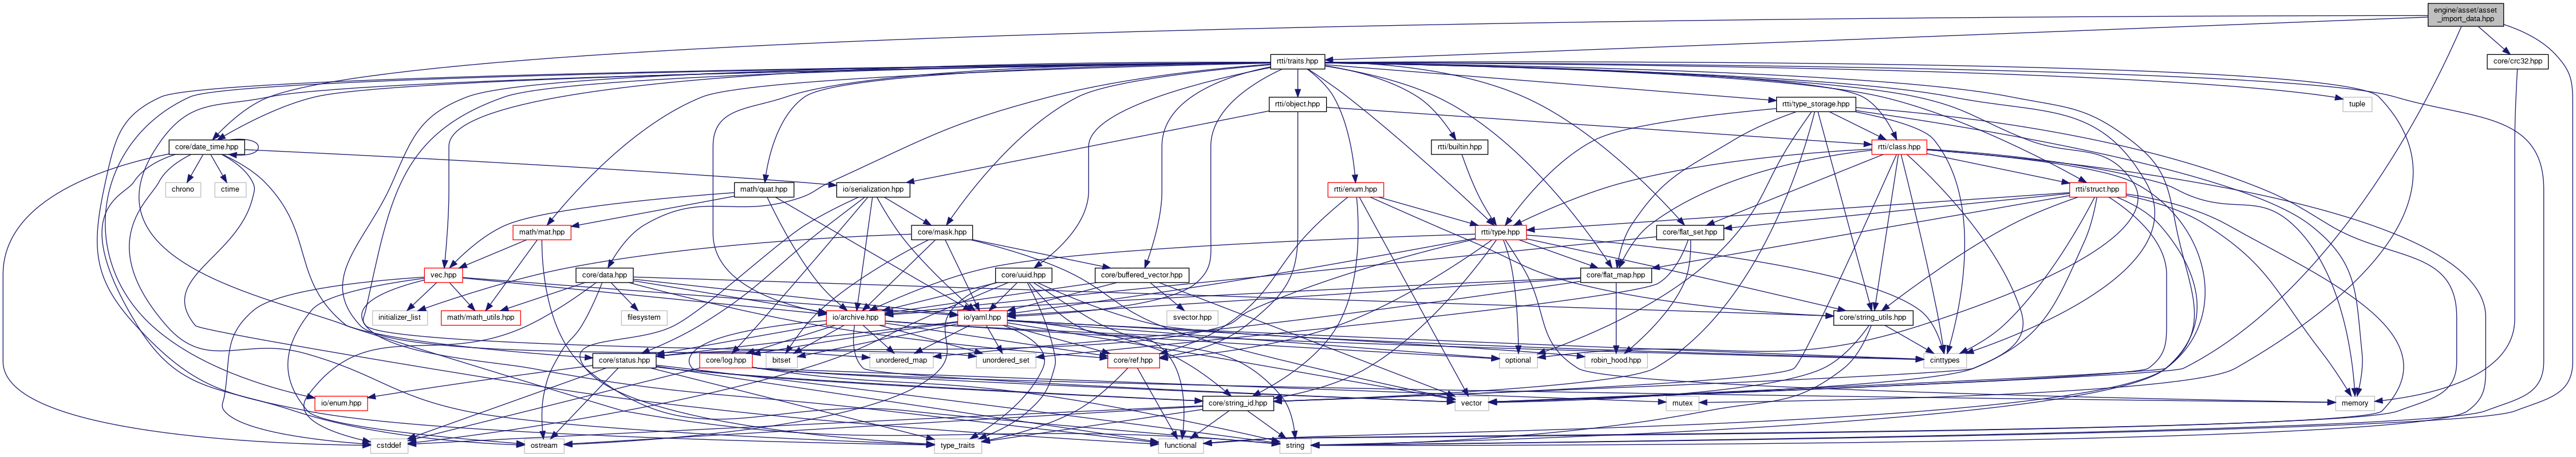 engine/asset/asset
_import_data.hpp
rtti/traits.hpp
core/crc32.hpp
rtti/object.hpp
rtti/type_storage.hpp
tuple
core/date_time.hpp
rtti/builtin.hpp
rtti/class.hpp
chrono
ctime
math/quat.hpp
io/serialization.hpp
rtti/enum.hpp
rtti/struct.hpp
math/mat.hpp
core/mask.hpp
rtti/type.hpp
core/flat_set.hpp
vec.hpp
core/data.hpp
core/uuid.hpp
core/buffered_vector.hpp
core/flat_map.hpp
initializer_list
math/math_utils.hpp
filesystem
io/archive.hpp
io/yaml.hpp
svector.hpp
core/string_utils.hpp
core/status.hpp
core/log.hpp
bitset
unordered_map
unordered_set
core/ref.hpp
optional
robin_hood.hpp
cinttypes
io/enum.hpp
core/string_id.hpp
vector
mutex
memory
cstddef
ostream
type_traits
functional
string